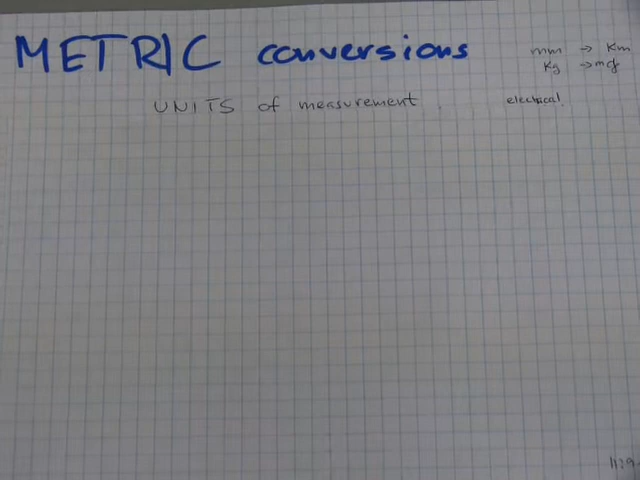 METRIC conversions
mm → Km
Kg → mg
UNITS of measurement.
electrical.